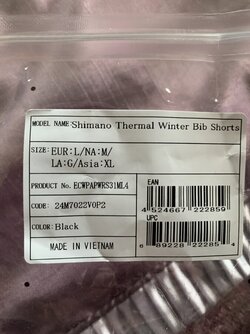 MODEL NAME Shimano Thermal Winter Bib Shorts
SIZE: EUR:L/NA:M/
LA:G/Asia:XL
PRODUCT No. ECWPAPWRS31ML4
EAN
4 524667 222859
CODE: 24M7022V0P2
UPC
6 89228 22285 4
COLOR: Black
MADE IN VIETNAM